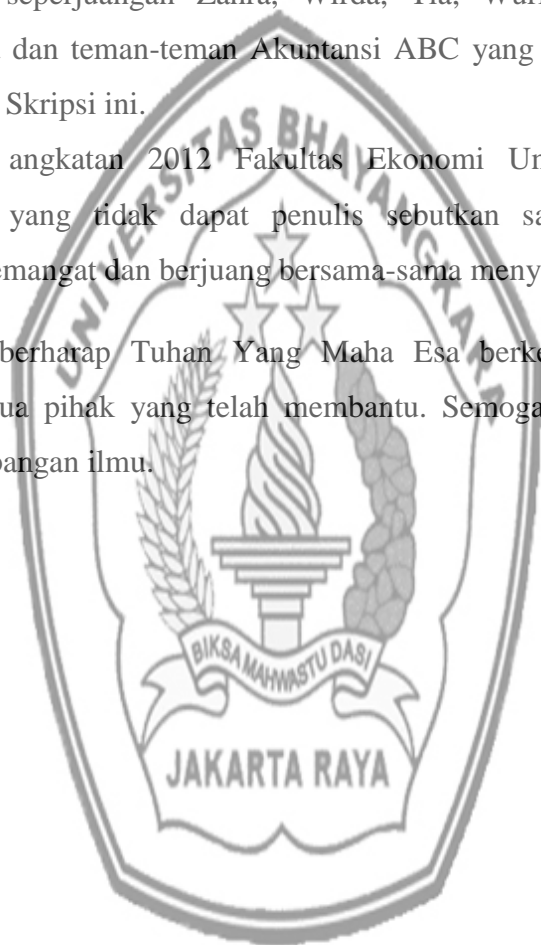 seperjuangan Zahra, Wirda, Tia, Wuri
dan teman-teman Akuntansi ABC yang
Skripsi ini.
angkatan 2012 Fakultas Ekonomi Un
yang tidak dapat penulis sebutkan sa
emangat dan berjuang bersama-sama meny
berharap Tuhan Yang Maha Esa berke
ua pihak yang telah membantu. Semoga
bangan ilmu.
UNIVERSITAS BHAYANGKARA
BIKSA MAHWASTU DASI
JAKARTA RAYA